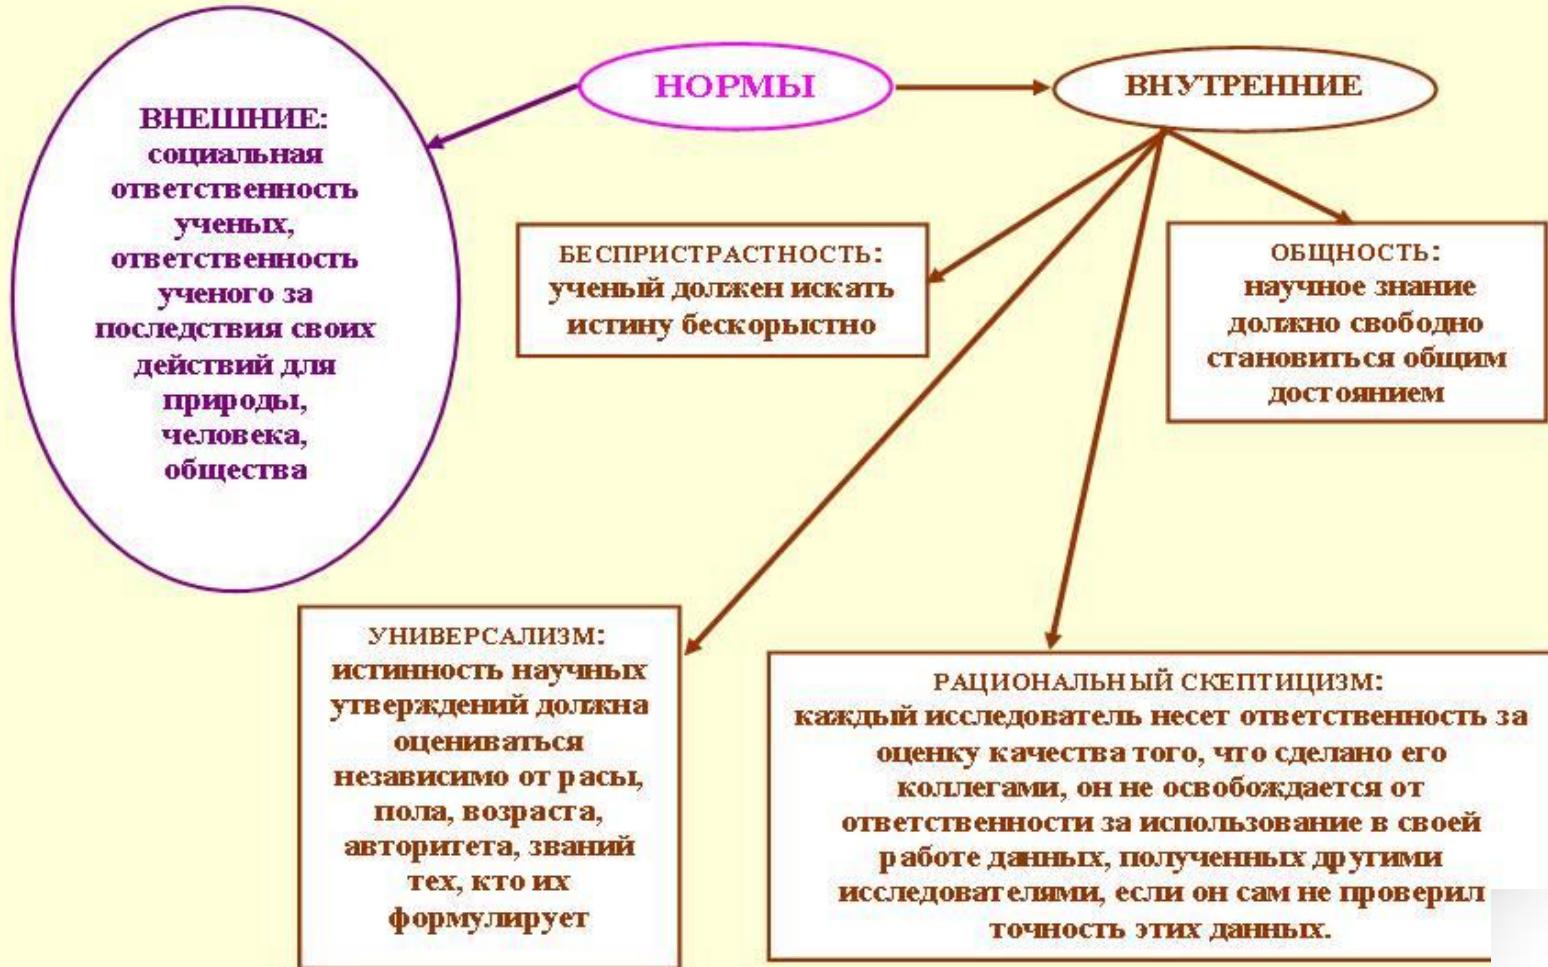 НОРМЫ
ВНУТРЕННИЕ
ВНЕШНИЕ:
социальная
ответственность
ученых,
ответственность
ученого за
последствия своих
действий для
природы,
человека,
общества
БЕСПРИСТРАСТНОСТЬ:
ученый должен искать
истину бескорыстно
ОБЩНОСТЬ:
научное знание
должно свободно
становиться общим
достоянием
УНИВЕРСАЛИЗМ:
истинность научных
утверждений должна
оцениваться
независимо от расы,
пола, возраста,
авторитета, званий
тех, кто их
формулирует
РАЦИОНАЛЬНЫЙ СКЕПТИЦИЗМ:
каждый исследователь несет ответственность за
оценку качества того, что сделано его
коллегами, он не освобождается от
ответственности за использование в своей
работе данных, полученных другими
исследователями, если он сам не проверил
точность этих данных.